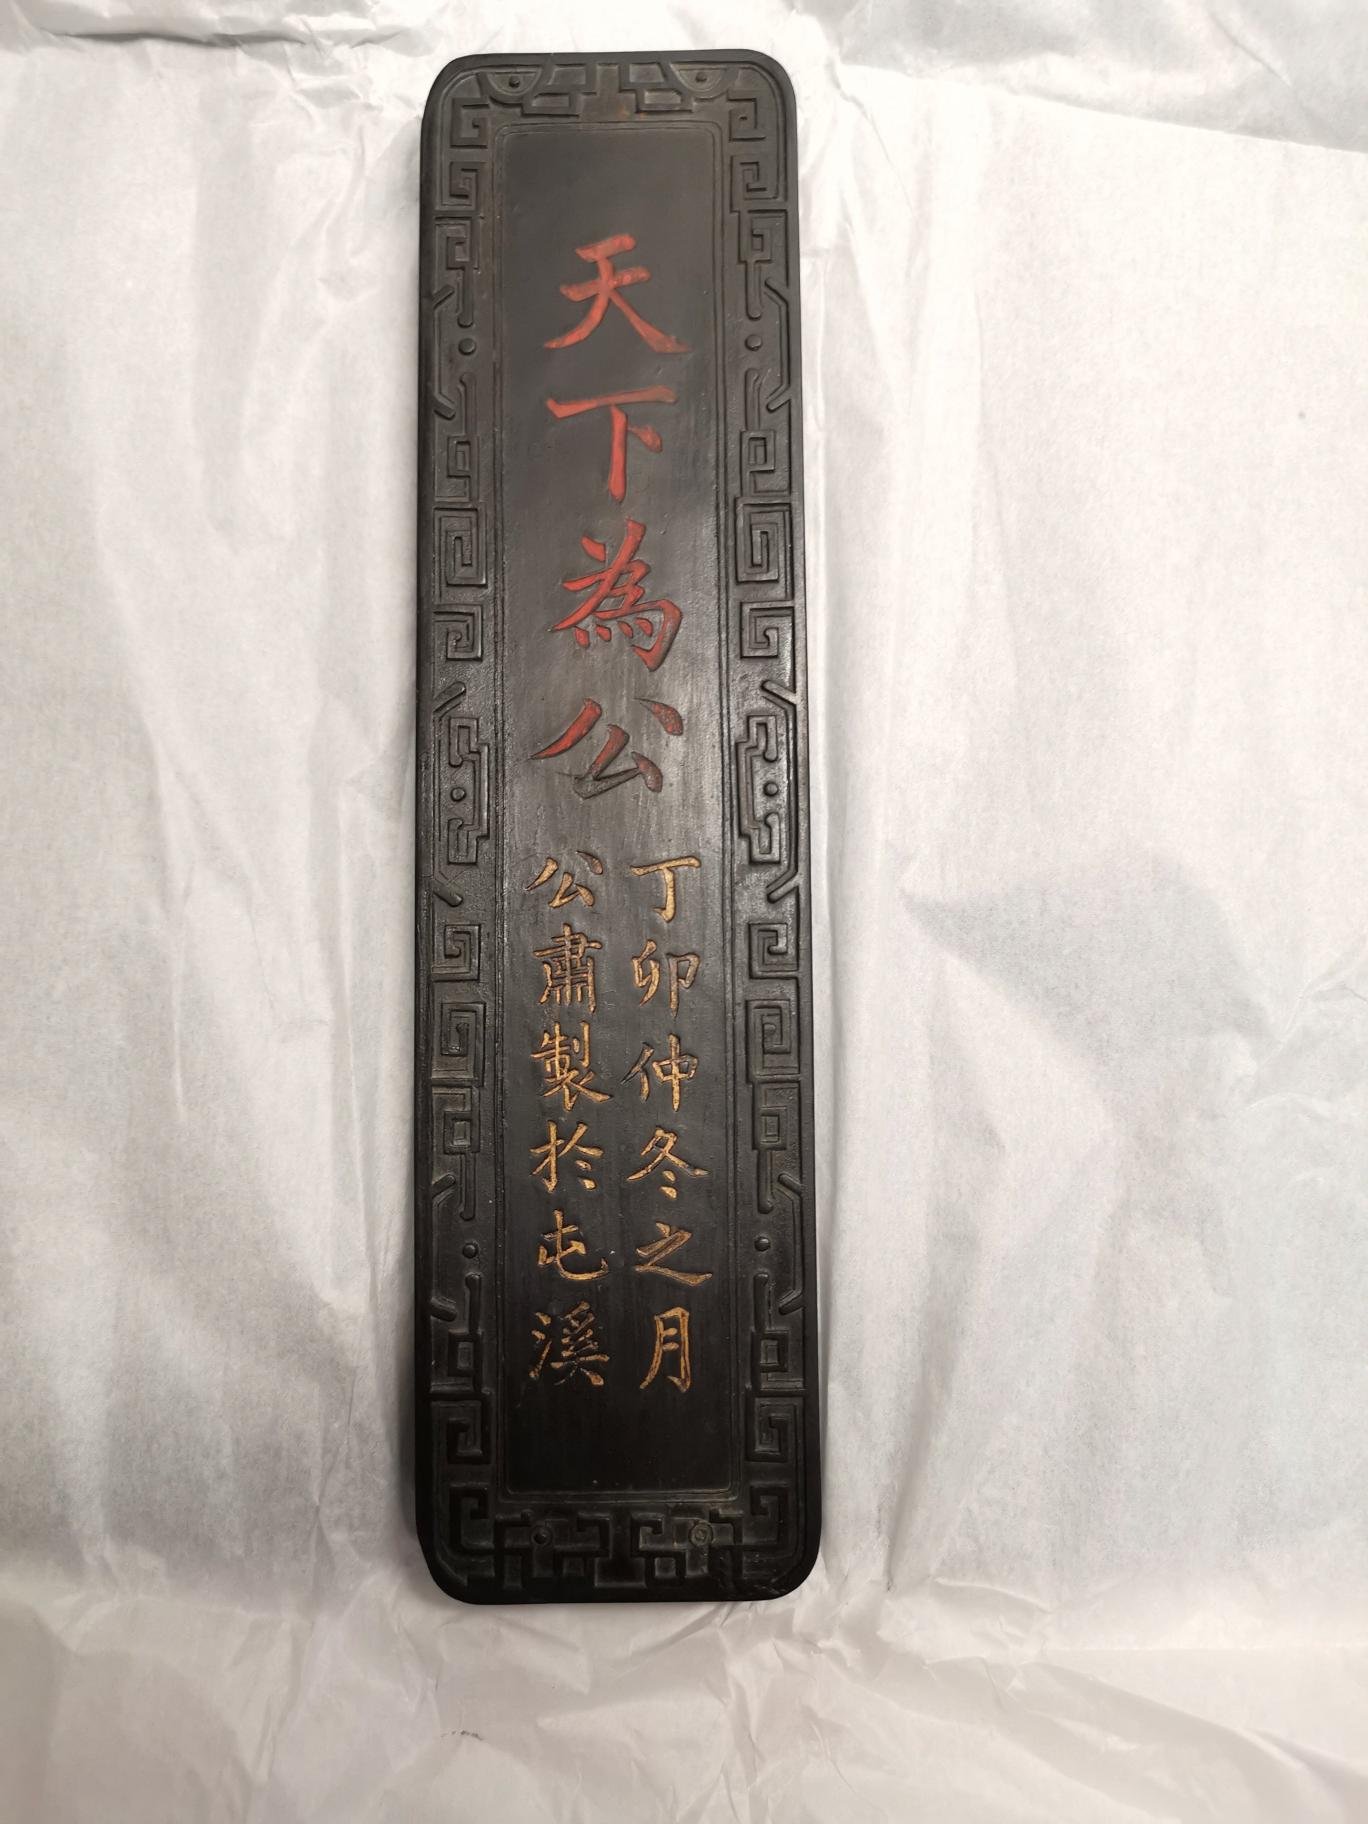 天下為公
丁卯仲冬之月
公肅製於屯溪